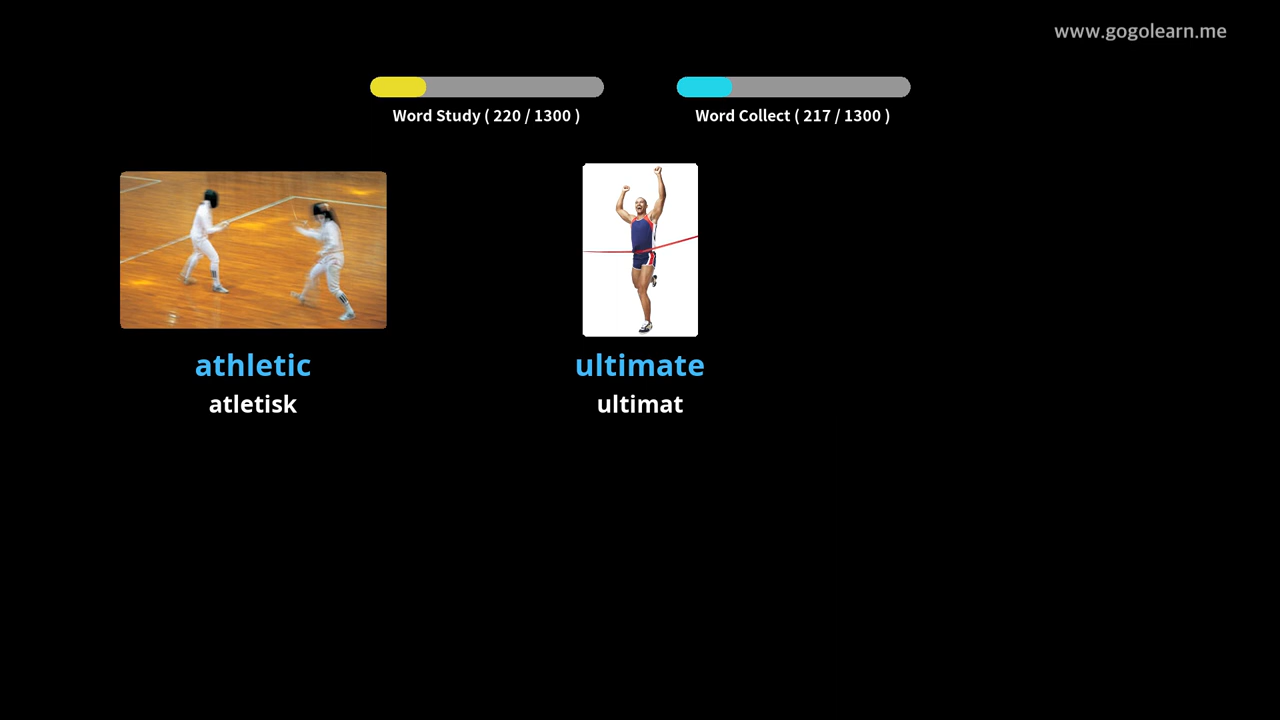 www.gogolearn.me
Word Study ( 220 / 1300 )
Word Collect ( 217 / 1300 )
athletic
atletisk
ultimate
ultimat